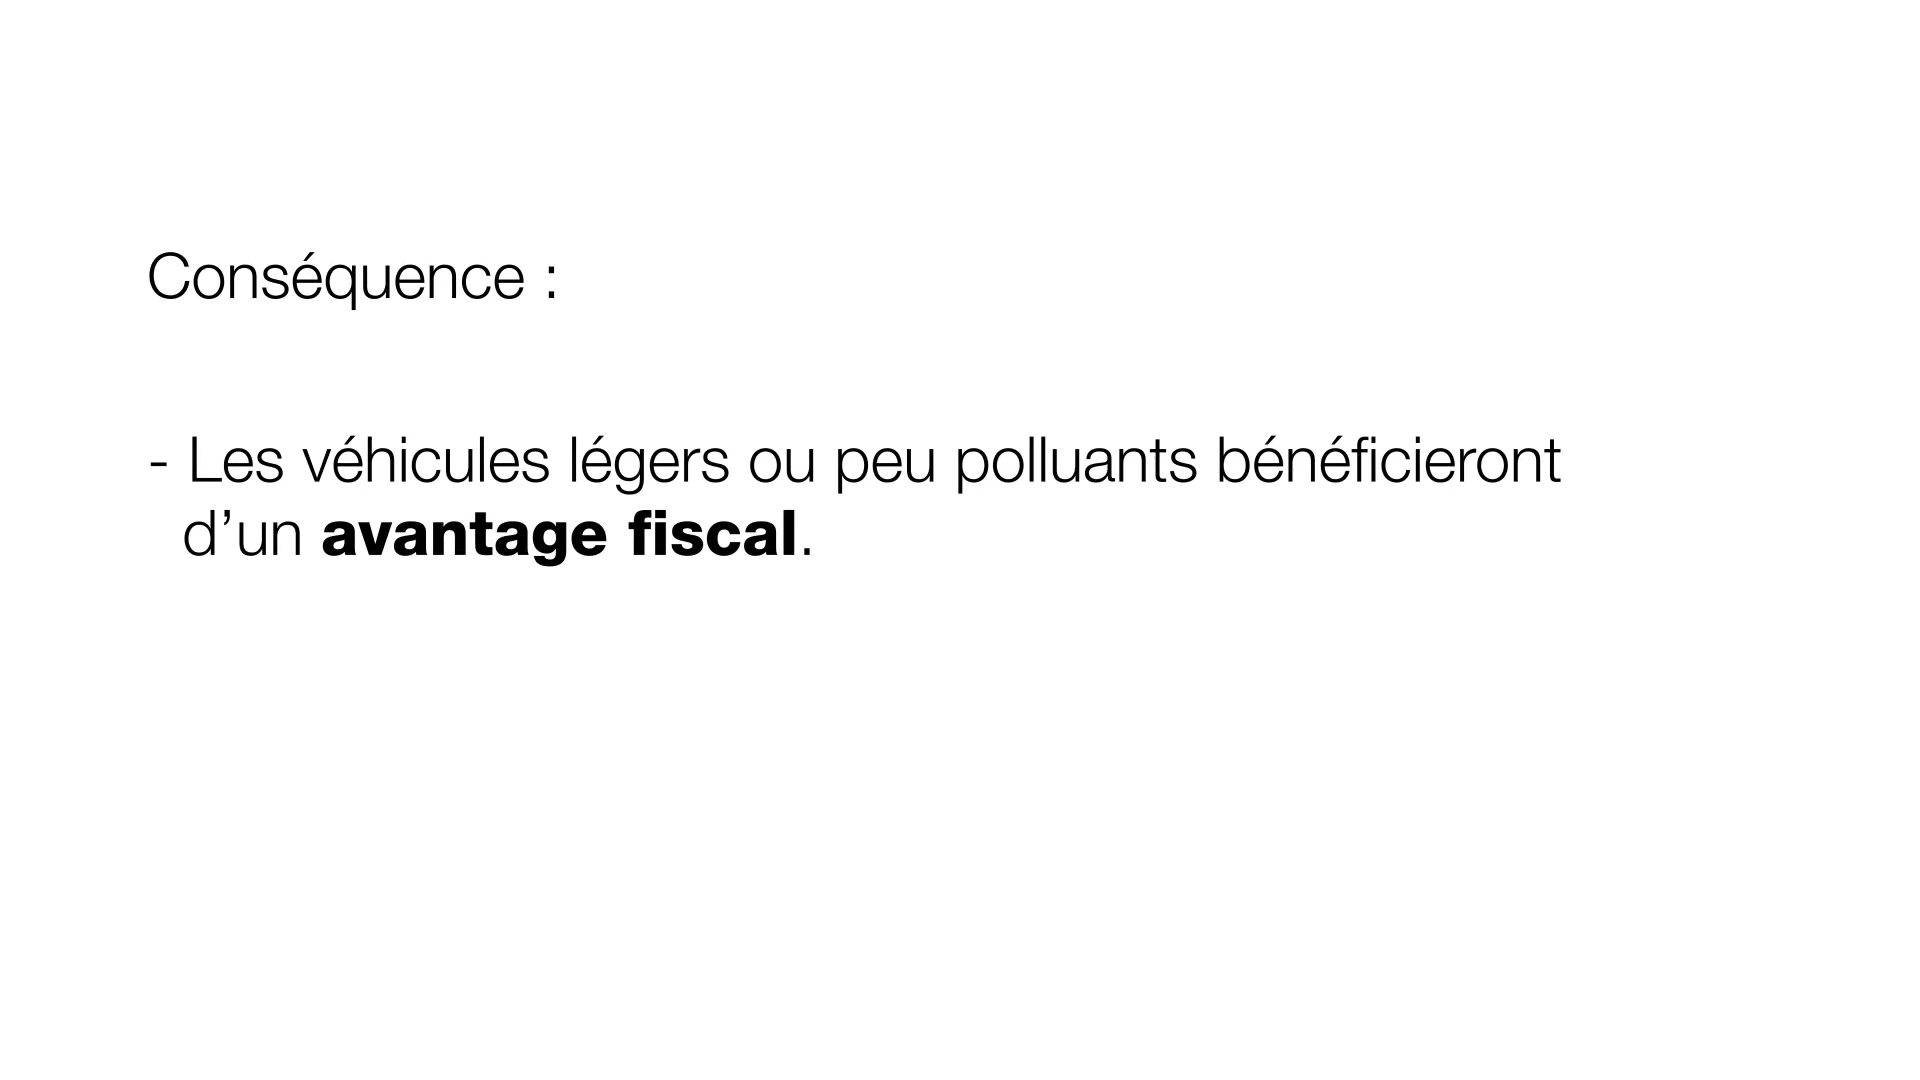 Conséquence :
- Les véhicules légers ou peu polluants bénéficieront
d’un avantage fiscal.